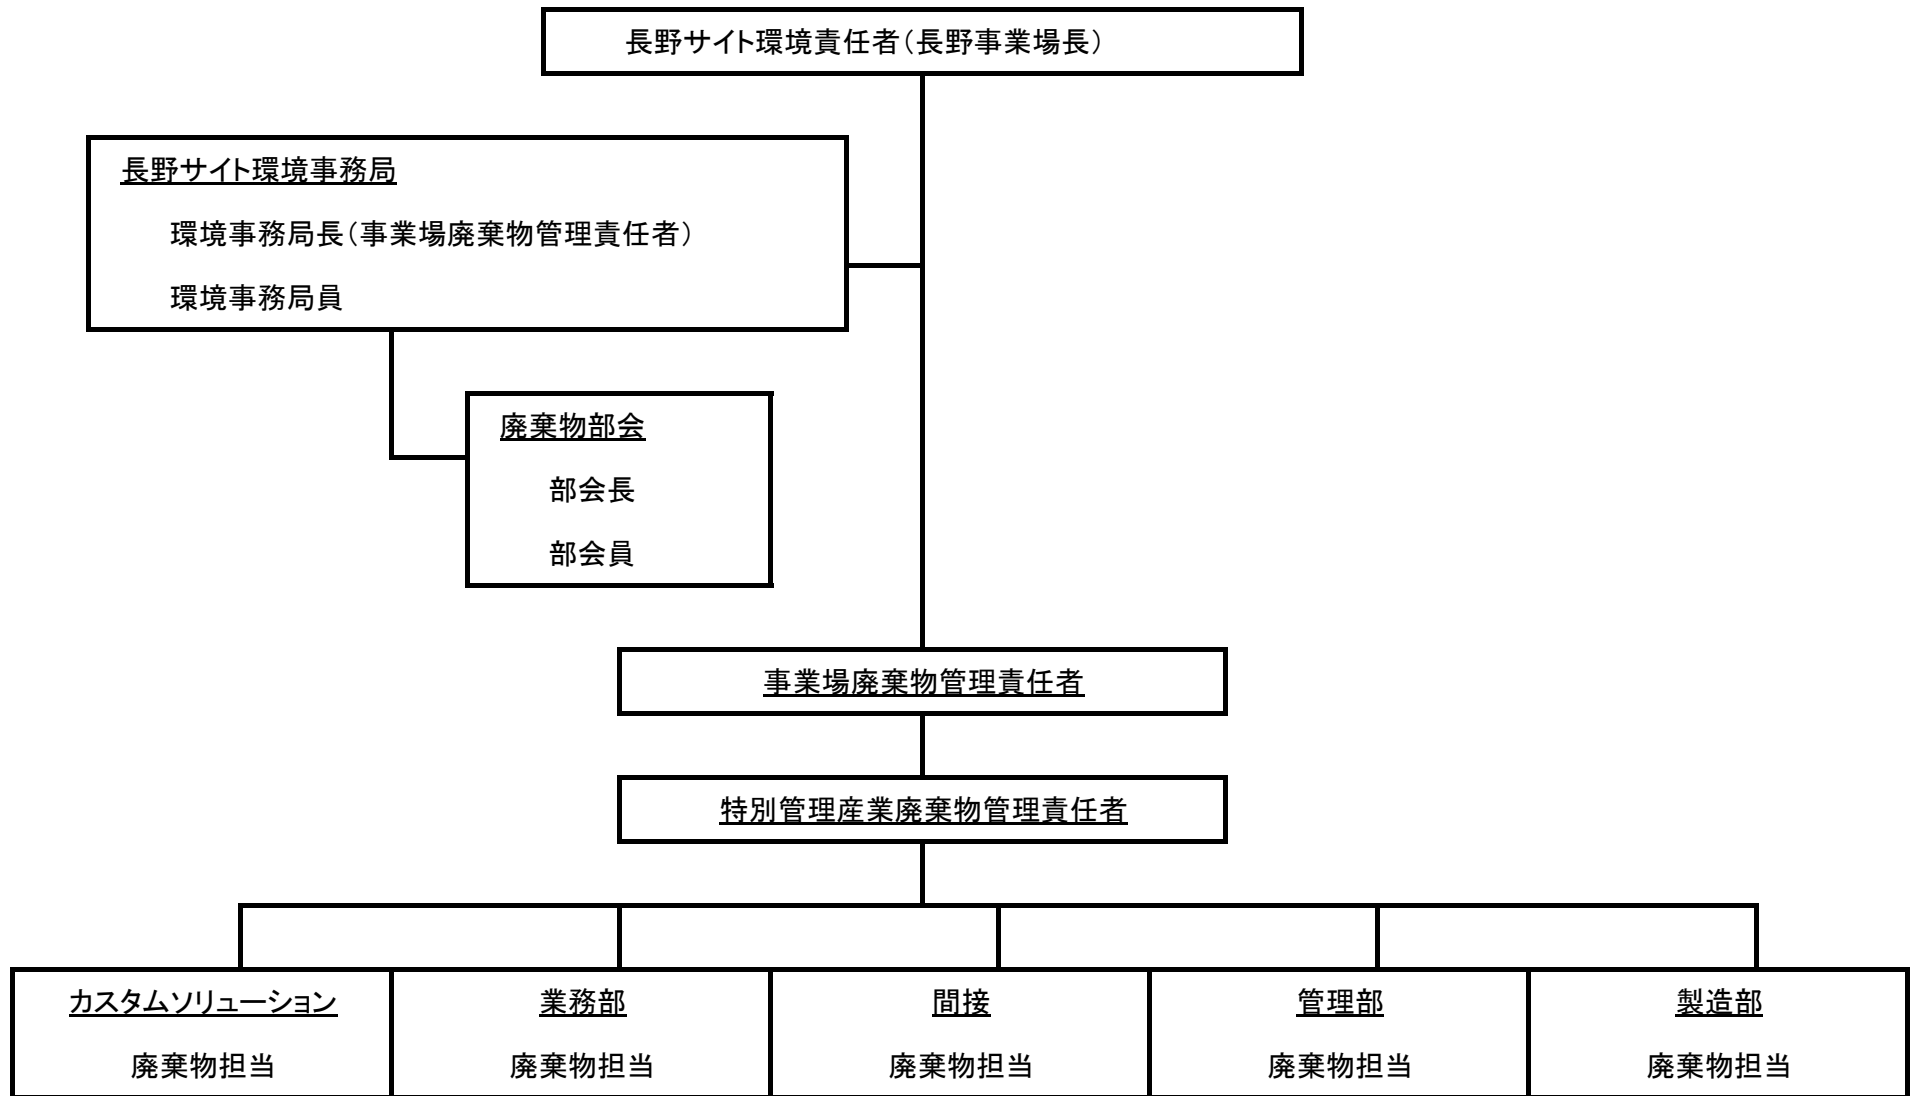 長野サイト環境責任者（長野事業場長）
長野サイト環境事務局
環境事務局長（事業場廃棄物管理責任者）
環境事務局員
廃棄物部会
部会長
部会員
事業場廃棄物管理責任者
特別管理産業廃棄物管理責任者
カスタムソリューション
廃棄物担当
業務部
廃棄物担当
間接
廃棄物担当
管理部
廃棄物担当
製造部
廃棄物担当